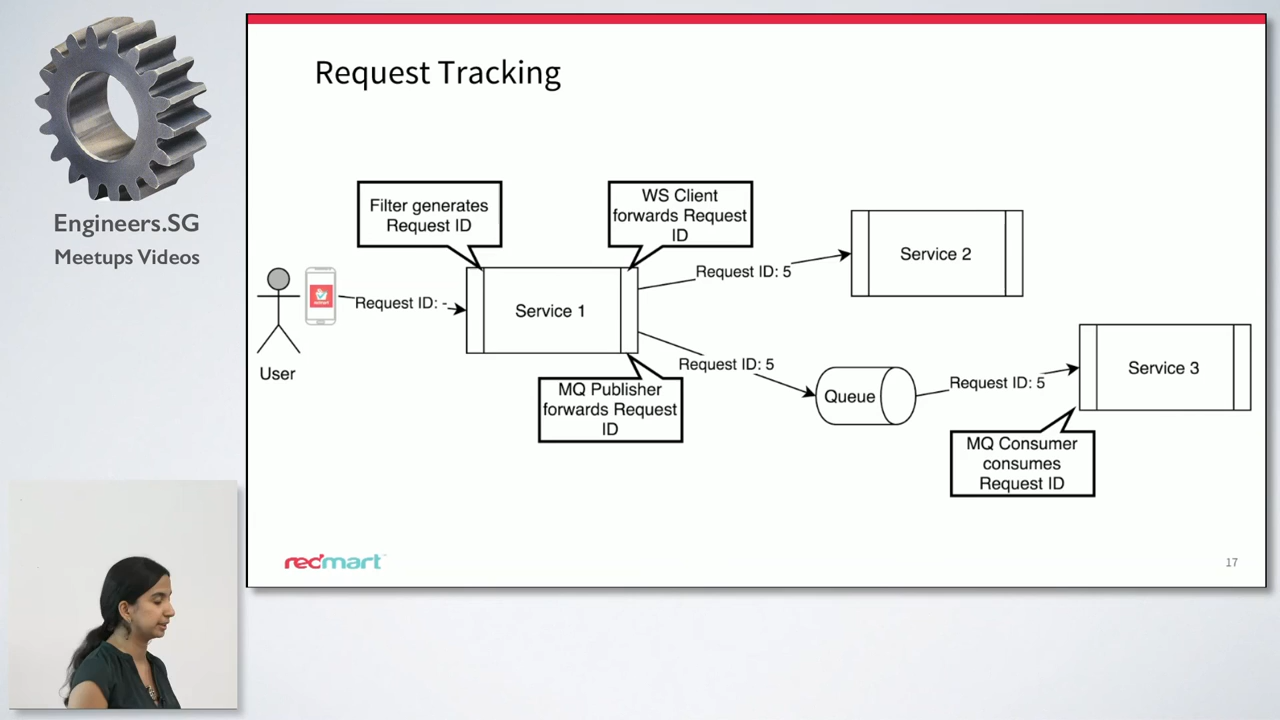 Request Tracking
Engineers.SG
Meetups Videos
Filter generates
Request ID
WS Client
forwards Request
ID
Request ID: 5
Service 2
Request ID: -
Service 1
User
Request ID: 5
MQ Publisher
forwards Request
ID
Queue
Request ID: 5
Service 3
MQ Consumer
consumes
Request ID
redmart
17